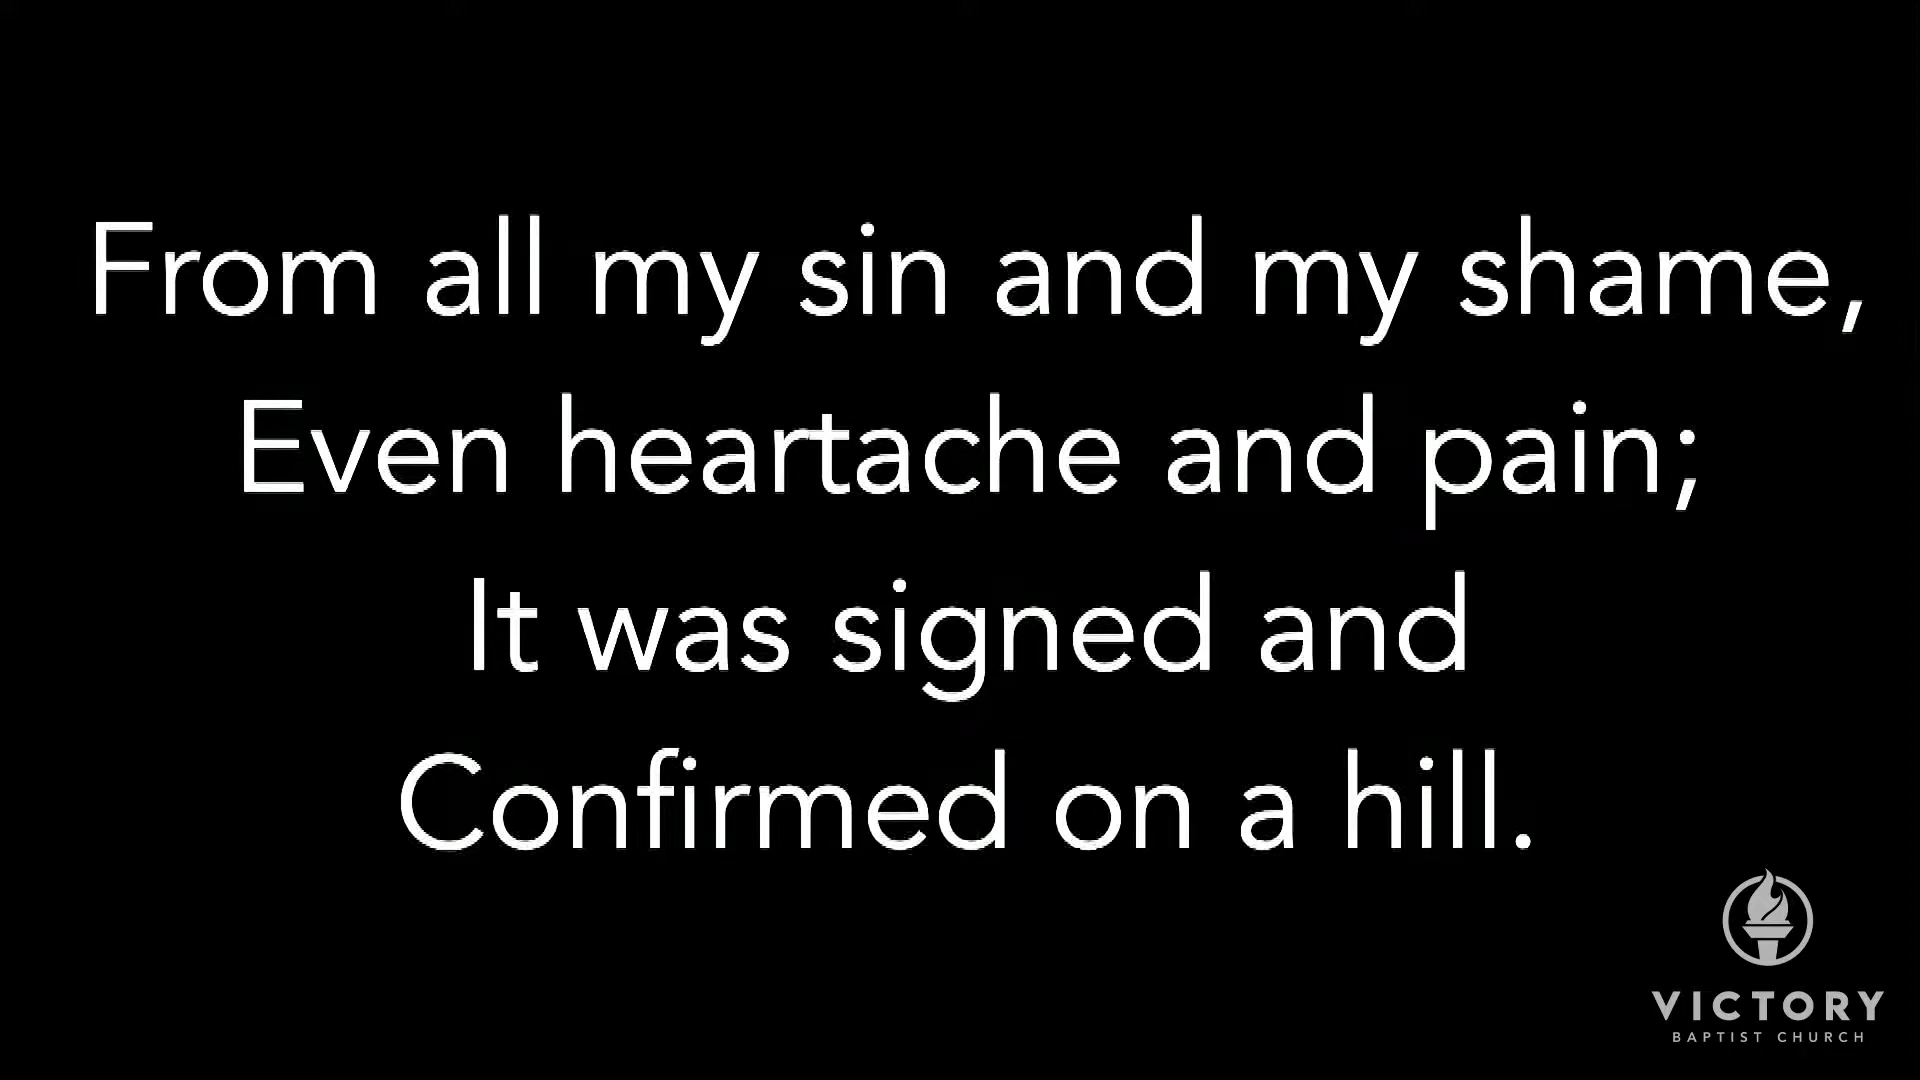 From all my sin and my shame,
Even heartache and pain;
It was signed and
Confirmed on a hill.
VICTORY
BAPTIST CHURCH